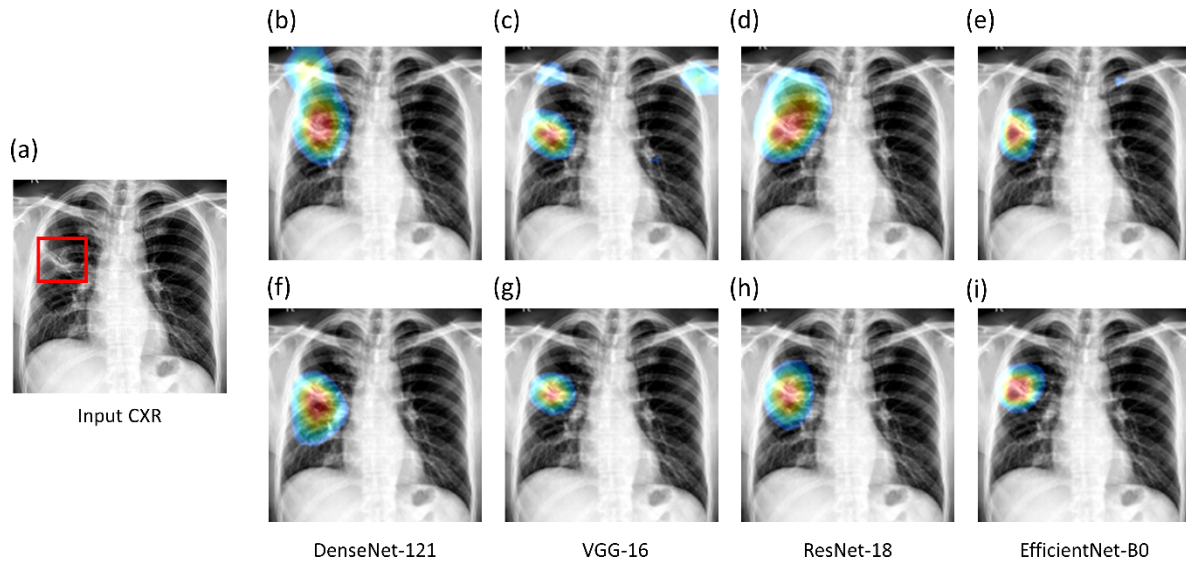 (b) (c) (d) (e)
(a)
(f) (g) (h) (i)
Input CXR
DenseNet-121 VGG-16 ResNet-18 EfficientNet-B0